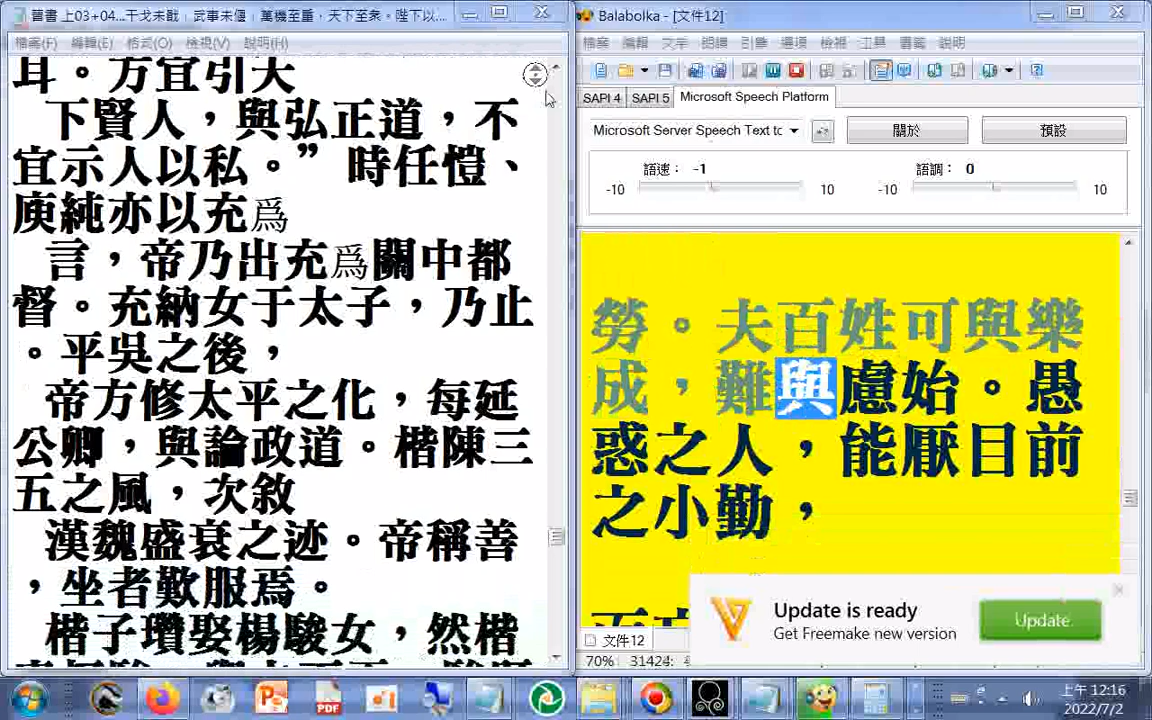 晉書 上03+04...干戈未戢，武事未偃，萬機至重，天下至衆。陛下以...
檔案(F) 編輯(E) 格式(O) 檢視(V) 說明(H)
耳。方宜引天
下賢人，與弘正道，不
宜示人以私。” 時任愷、
庾純亦以充爲
言，帝乃出充爲關中都
督。充納女于太子，乃止
。平吳之後，
帝方修太平之化，每延
公卿，與論政道。楷陳三
五之風，次敘
漢魏盛衰之迹。帝稱善
，坐者歎服焉。
楷子瓚娶楊駿女，然楷
Balabolka - [文件12]
檔案 編輯 文字 朗讀 引擎 選項 檢視 工具 書籤 說明
SAPI 4 SAPI 5 Microsoft Speech Platform
Microsoft Server Speech Text to
關於
預設
語速： -1
-10 10
語調： 0
-10 10
勞。夫百姓可與樂
成，難與慮始。愚
惑之人，能厭目前
之小勤，
Update is ready
Get Freemake new version
Update
文件12
70% 31424:
PDF
上午 12:16
2022/7/2